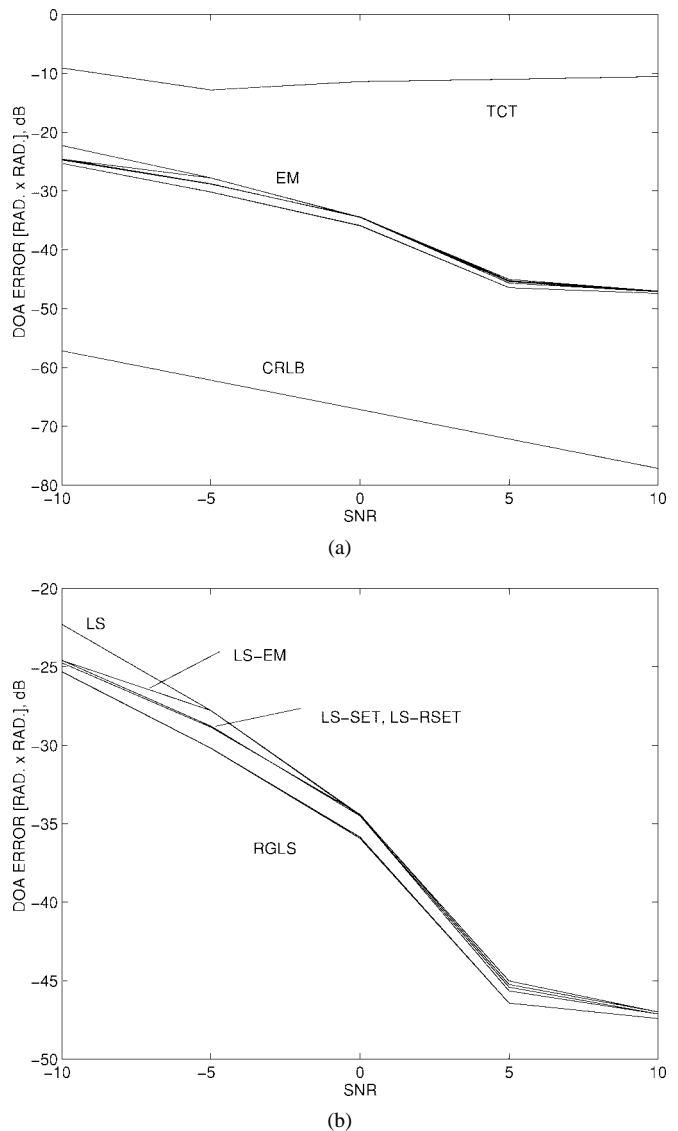 0
−10
−20
−30
−40
−50
−60
−70
−80
DOA ERROR [RAD. x RAD.], dB
TCT
EM
CRLB
−10
−5
0
5
10
SNR
(a)
−20
−25
−30
−35
−40
−45
−50
DOA ERROR [RAD. x RAD.], dB
LS
LS−EM
LS−SET, LS−RSET
RGLS
−10
−5
0
5
10
SNR
(b)